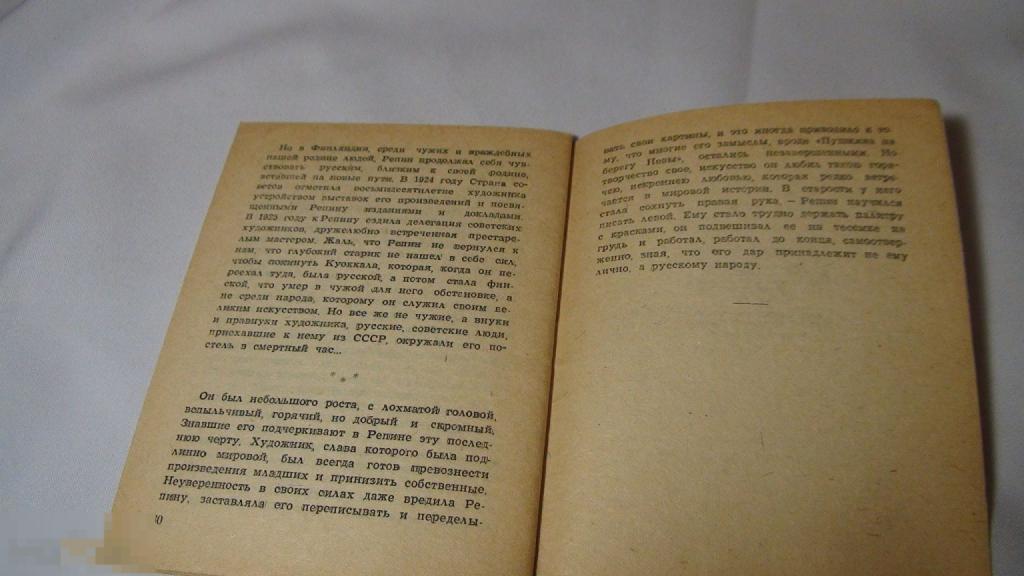 Но в Финляндии, среди чужих и враждебных
нашей родине людей, Репин продолжал себя чув-
ствовать русским, близким к своей родине,
вставшей на новые пути. В 1924 году Страна со-
ветов отметила восьмидесятилетие художника
устройством выставок его произведений и посвя-
щенными Репину изданиями и докладами.
В 1925 году к Репину ездила делегация советских
художников, дружелюбно встреченная престаре-
лым мастером. Жаль, что Репин не вернулся к
нам, что глубокий старик не нашел в себе сил,
чтобы покинуть Куоккала, которая, когда он пе-
реехал туда, была русской, а потом стала фин-
ской, что умер в чужой для него обстановке, а
не среди народа, которому он служил своим ве-
ликим искусством. Но все же не чужие, а внуки
и правнуки художника, русские, советские люди,
приехавшие к нему из СССР, окружали его по-
стель в смертный час...
* * *
Он был небольшого роста, с лохматой головой,
вспыльчивый, горячий, но добрый и скромный.
Знавшие его подчеркивают в Репине эту послед-
нюю черту. Художник, слава которого была под-
линно мировой, был всегда готов превознести
произведения младших и принизить собственные.
Неуверенность в своих силах даже вредила Ре-
пину, заставляла его переписывать и переделы-
30
вать свои картины, и это иногда приводило к то-
му, что многие его замыслы, вроде «Пушкина на
берегу Невы», остались незавершенными. Но
творчество свое, искусство он любил такою горя-
чею, искреннею любовью, которая редко встре-
чается в мировой истории. В старости у него
стала сохнуть правая рука, — Репин научился
писать левой. Ему стало трудно держать палитру
с красками, он подвешивал ее на тесемке на
грудь и работал, работал до конца, самоотвер-
женно, зная, что его дар принадлежит не ему
лично, а русскому народу.